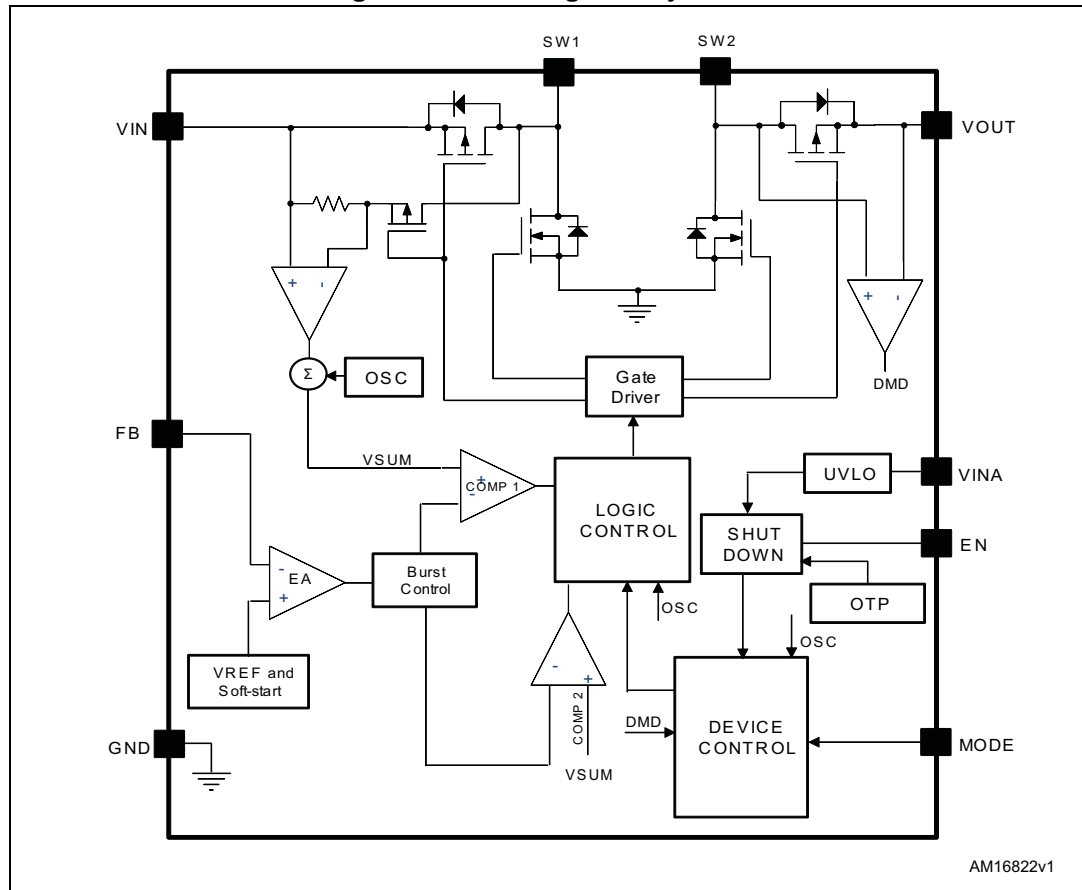 SW1
SW2
VIN
VOUT
+ -
+ -
Σ
OSC
Gate
Driver
DMD
FB
VSUM
+
-
COMP 1
LOGIC
CONTROL
UVLO
VINA
SHUT
DOWN
EN
-
EA
+
Burst
Control
OSC
OTP
OSC
VREF and
Soft-start
- +
COMP 2
DMD
DEVICE
CONTROL
GND
MODE
VSUM
AM16822v1